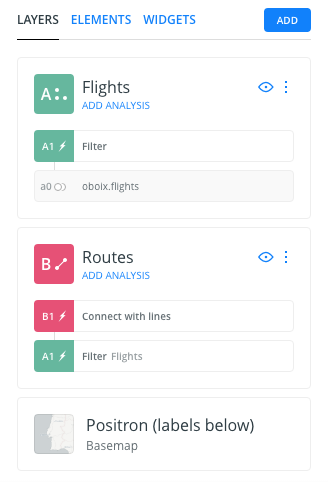 LAYERS ELEMENTS WIDGETS ADD
A Flights
ADD ANALYSIS
A1 Filter
a0 oboix.flights
B Routes
ADD ANALYSIS
B1 Connect with lines
A1 Filter Flights
Positron (labels below)
Basemap